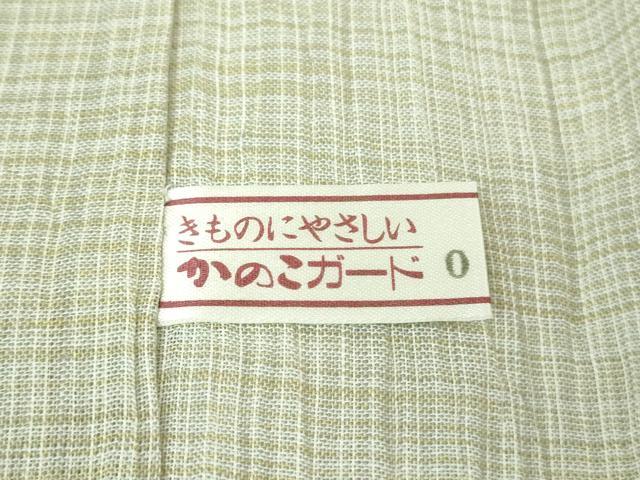 きものにやさしい
かのこガード 0